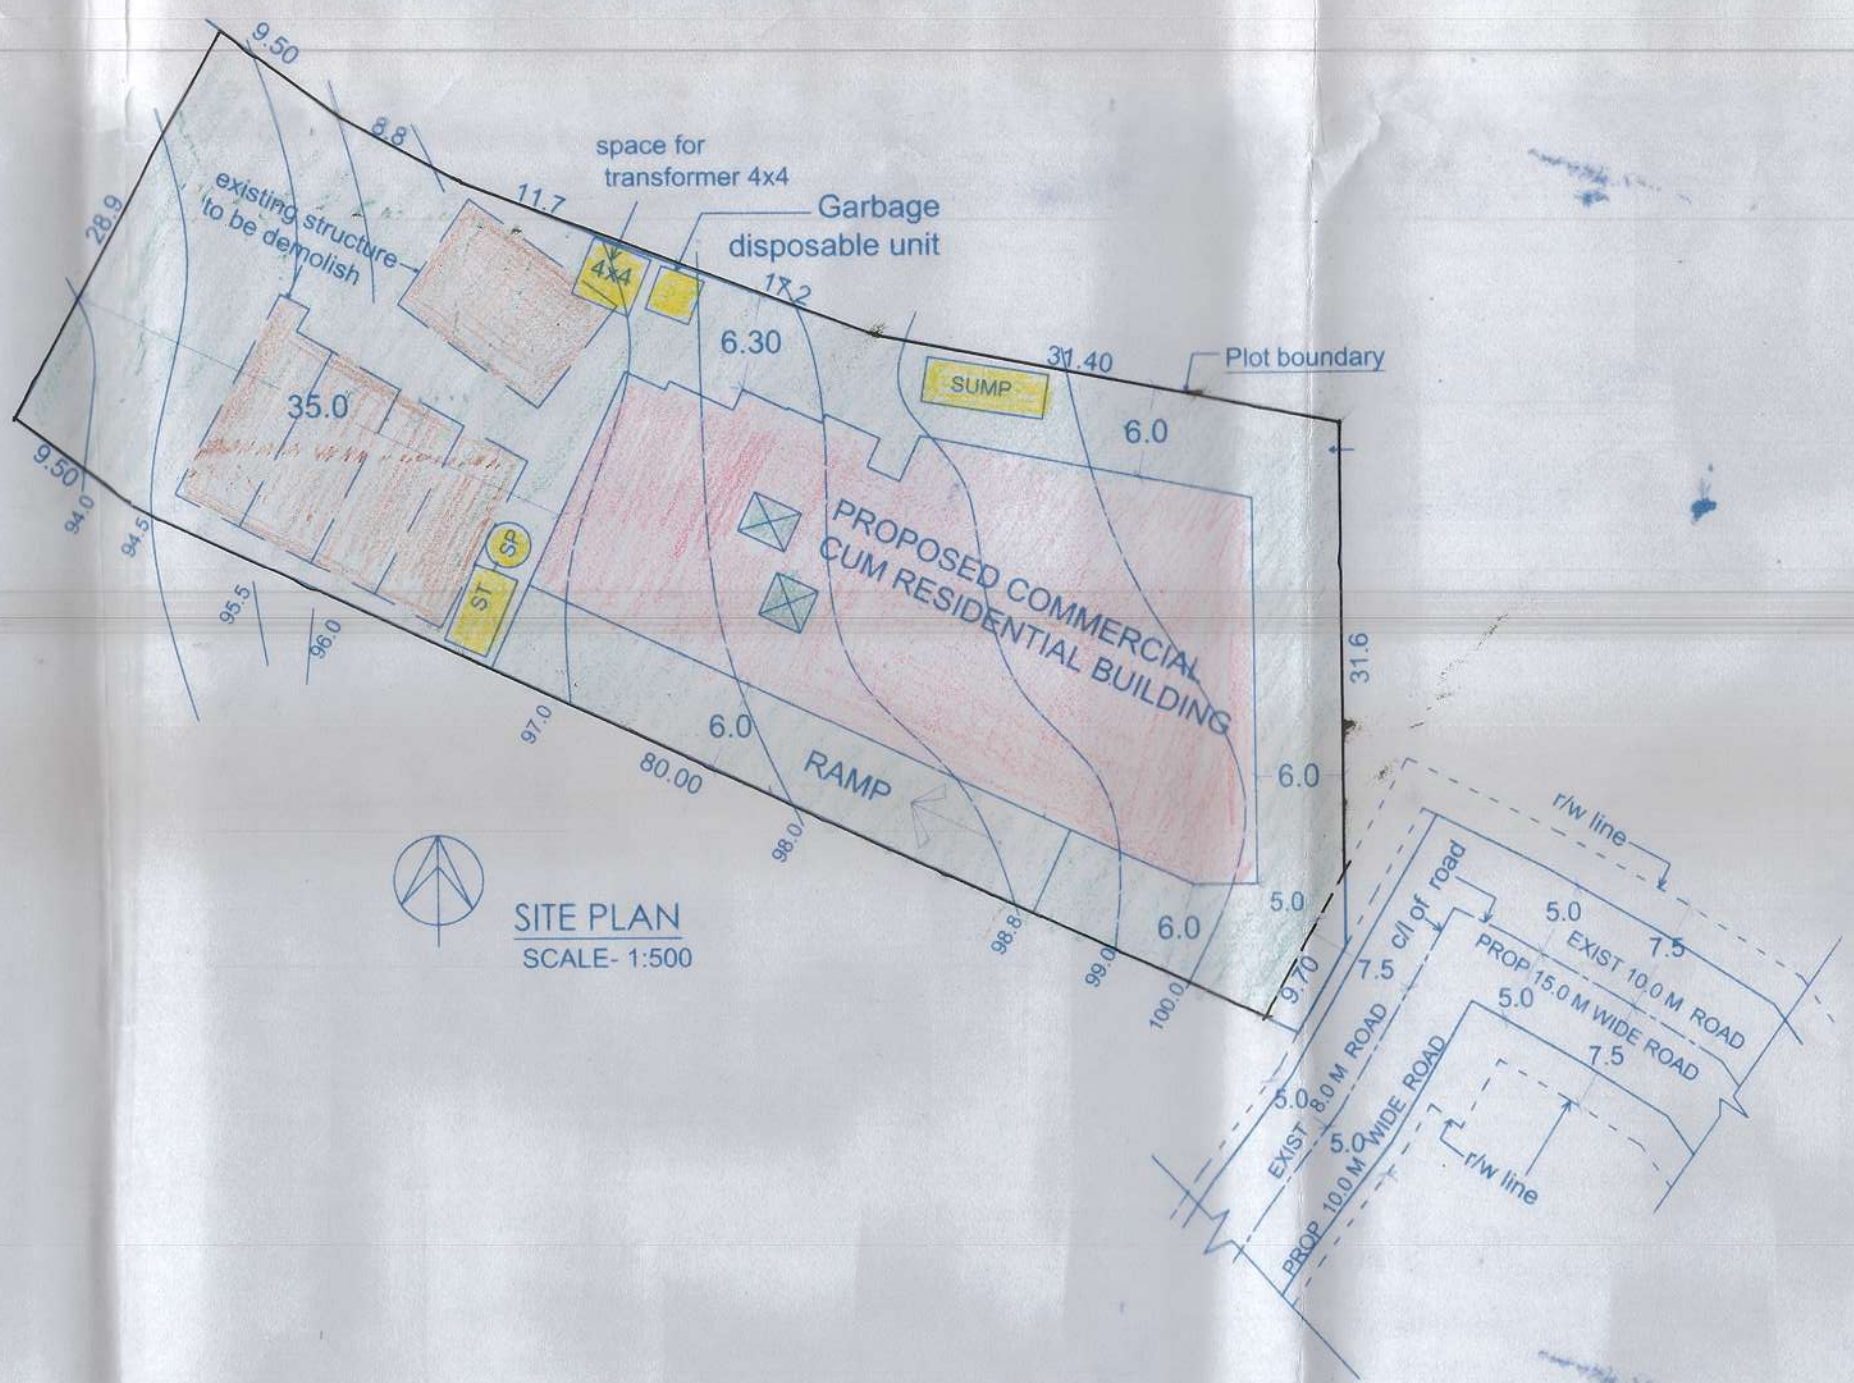 9.50
8.8
space for
transformer 4x4
11.7
Garbage
disposable unit
28.9
existing structure
to be demolish
4x4
17.2
6.30
31.40
Plot boundary
SUMP
35.0
6.0
9.50
94.0
94.5
SP
ST
PROPOSED COMMERCIAL
CUM RESIDENTIAL BUILDING
95.5
96.0
31.6
97.0
6.0
80.00
RAMP
6.0
98.0
r/w line
c/l of road
5.0
6.0
5.0
7.5
98.8
99.0
100.0
9.70
7.5
EXIST 10.0 M ROAD
PROP 15.0 M WIDE ROAD
5.0
7.5
SITE PLAN
SCALE- 1:500
5.0
EXIST 8.0 M ROAD
5.0
PROP 10.0 M WIDE ROAD
r/w line